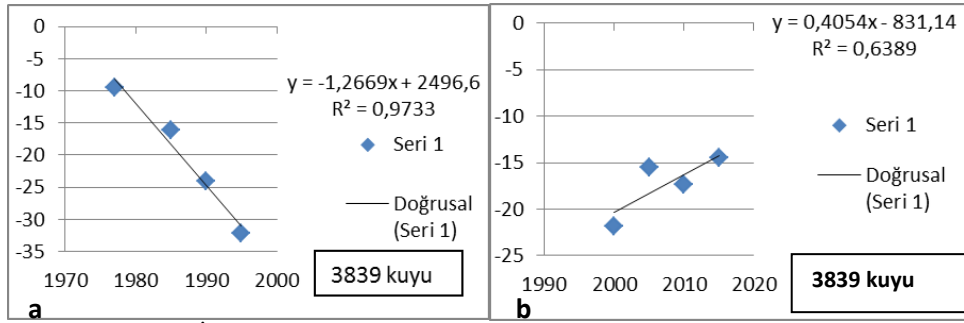 0
-5
-10
-15
-20
-25
-30
-35
1970
1980
1990
2000
y = -1,2669x + 2496,6
R² = 0,9733
Seri 1
Doğrusal
(Seri 1)
3839 kuyu
a
0
-5
-10
-15
-20
-25
1990
2000
2010
2020
y = 0,4054x - 831,14
R² = 0,6389
Seri 1
Doğrusal
(Seri 1)
3839 kuyu
b